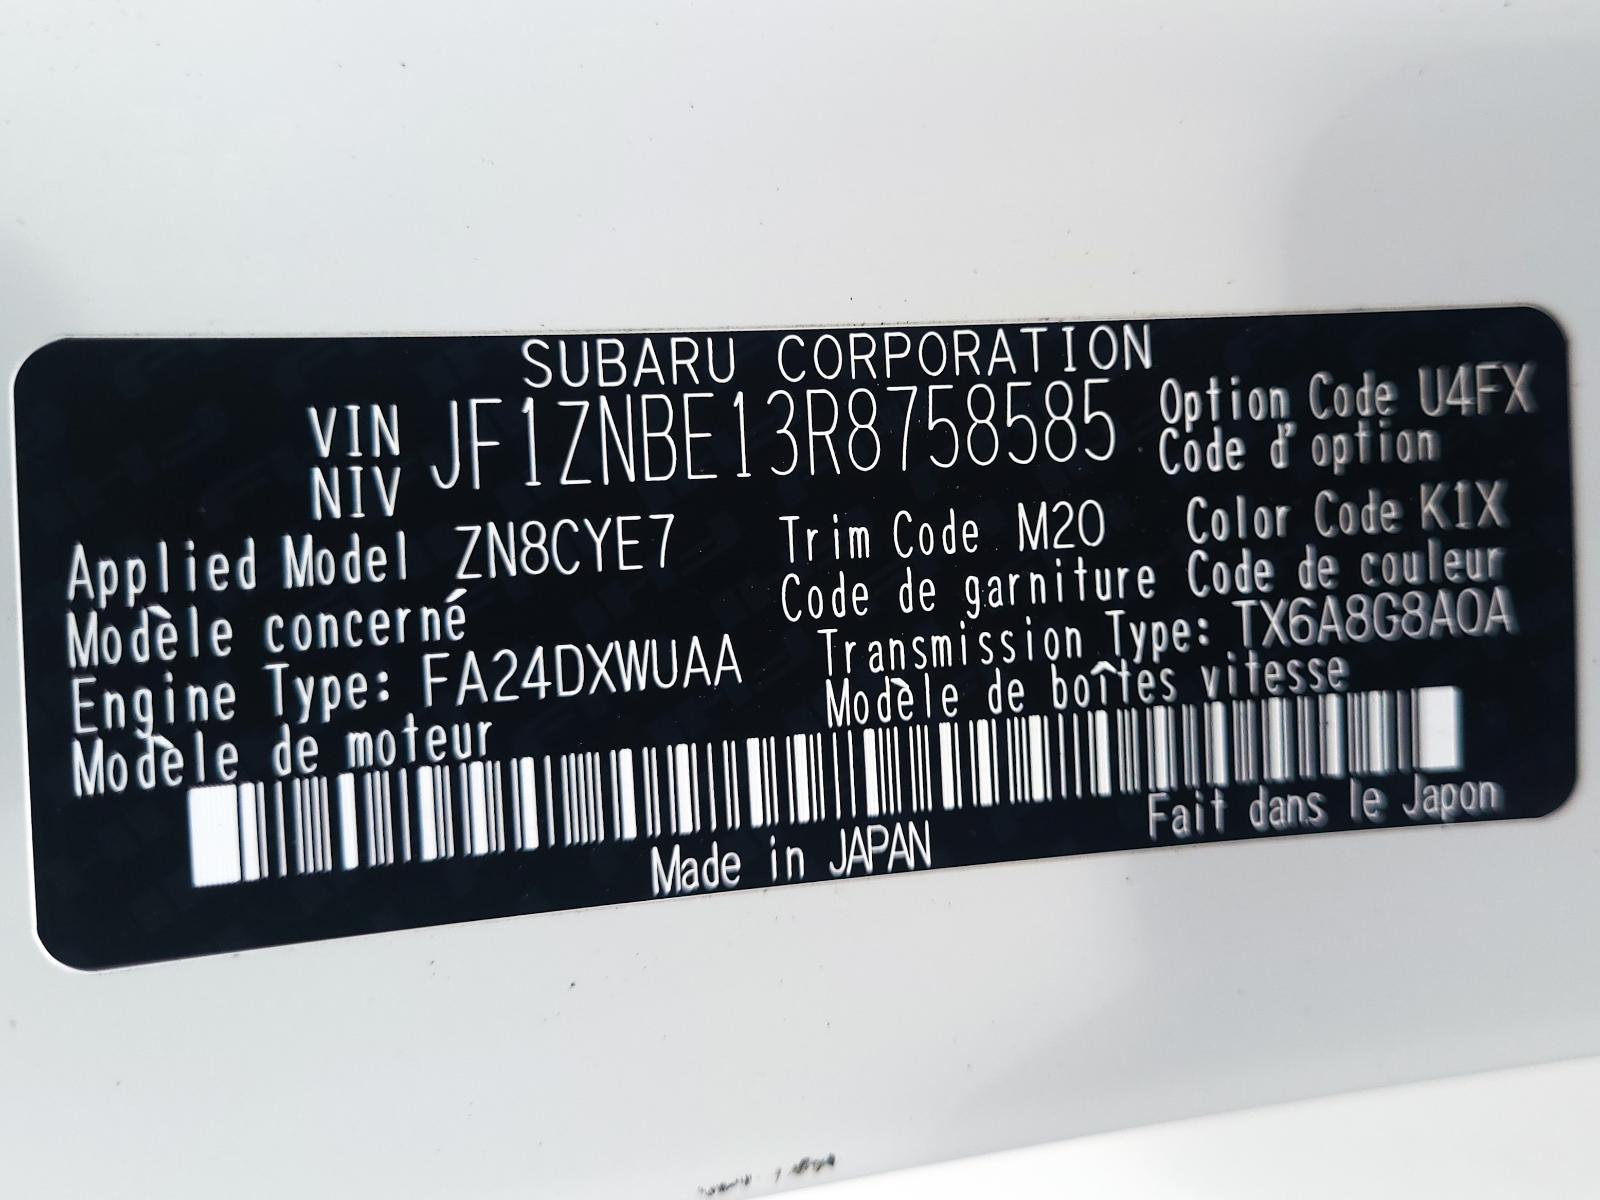 SUBARU CORPORATION
VIN JF1ZNBE13R8758585 Option Code U4FX
NIV Code d'option
Applied Model ZN8CYE7 Trim Code M20 Color Code K1X
Modèle concerné Code de garniture Code de couleur
Engine Type: FA24DXWUAA Transmission Type: TX6A8G8AOA
Modèle de moteur Modèle de boîtes vitesse
Made in JAPAN Fait dans le Japon